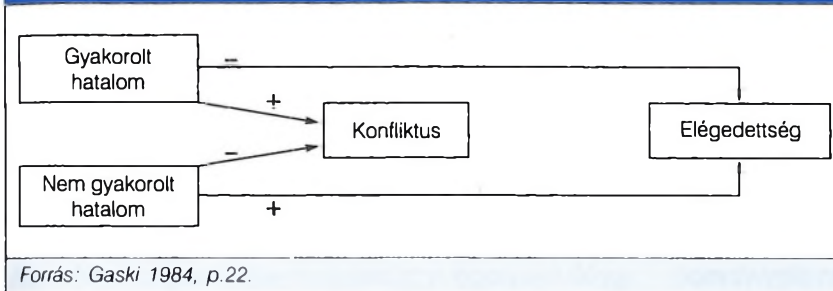 Gyakorolt
hatalom
–
+
Konfliktus
Elégedettség
–
Nem gyakorolt
hatalom
+
Forrás: Gaski 1984, p.22.